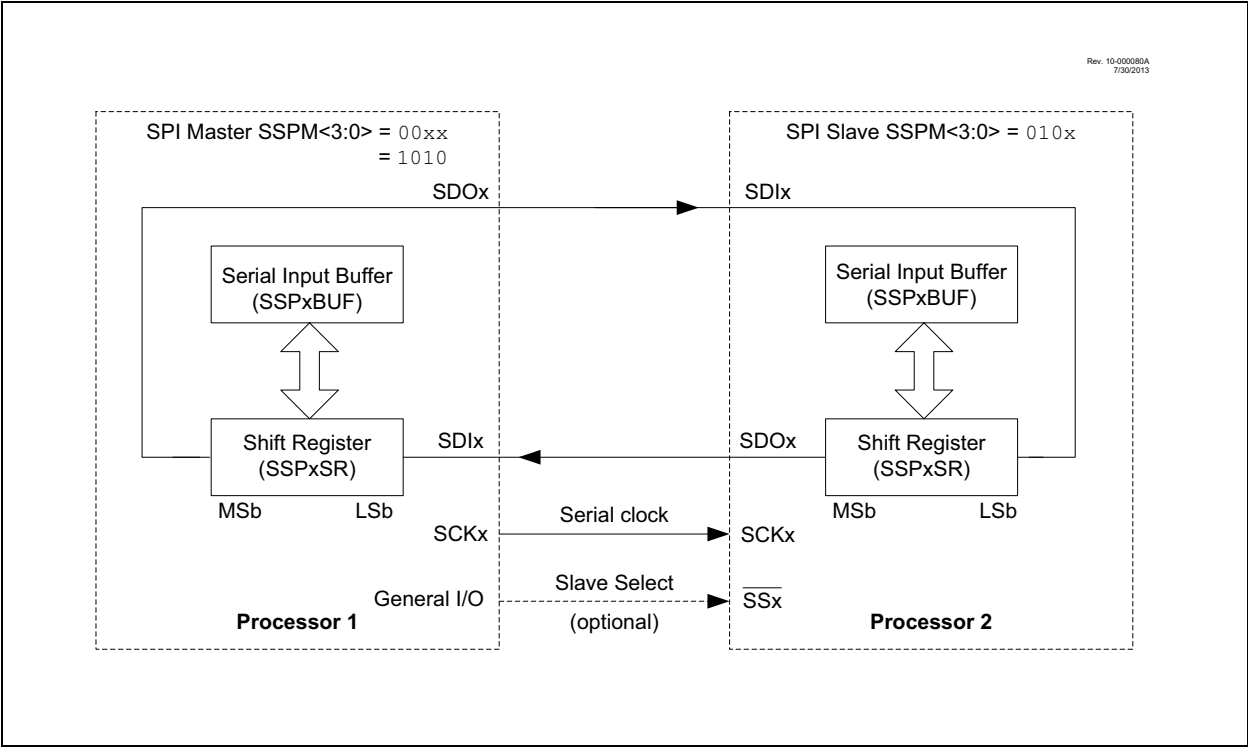 Rev. 10-000080A
7/30/2013
SPI Master SSPM<3:0> = 00xx
= 1010
SPI Slave SSPM<3:0> = 010x
SDOx
SDIx
Serial Input Buffer
(SSPxBUF)
Serial Input Buffer
(SSPxBUF)
Shift Register
(SSPxSR)
SDIx
SDOx
Shift Register
(SSPxSR)
MSb
LSb
MSb
LSb
SCKx
Serial clock
SCKx
General I/O
Slave Select
(optional)
SSx
Processor 1
Processor 2